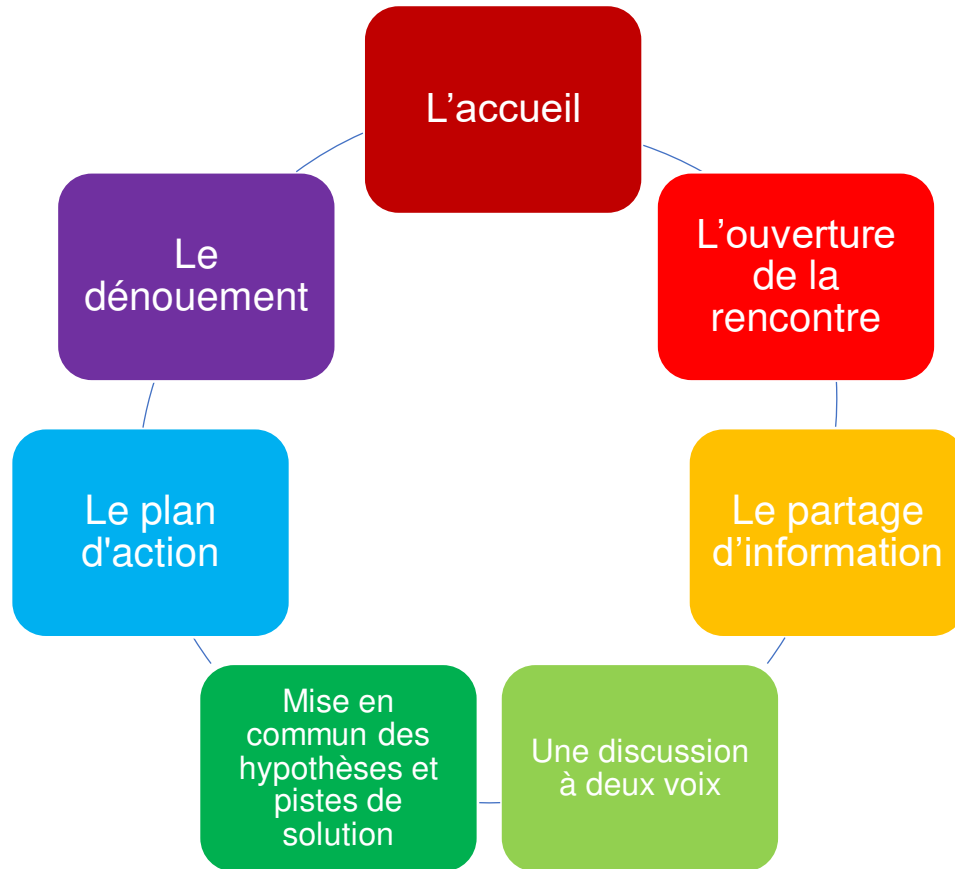 L’accueil
L’ouverture
de la
rencontre
Le partage
d’information
Une discussion
à deux voix
Mise en
commun des
hypothèses et
pistes de
solution
Le plan
d'action
Le
dénouement